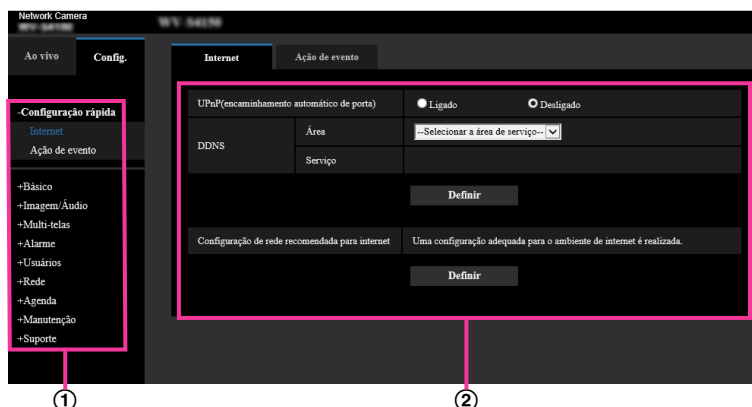 Network Camera
WV-S4150
Ao vivo
Config.
Internet
Ação de evento
-Configuração rápida
Internet
Ação de evento
+Básico
+Imagem/Áudio
+Multi-telas
+Alarme
+Usuários
+Rede
+Agenda
+Manutenção
+Suporte
UPnP(encaminhamento automático de porta)
Ligado
Desligado
DDNS
Área
--Selecionar a área de serviço--
Serviço
Definir
Configuração de rede recomendada para internet
Uma configuração adequada para o ambiente de internet é realizada.
Definir
①
②